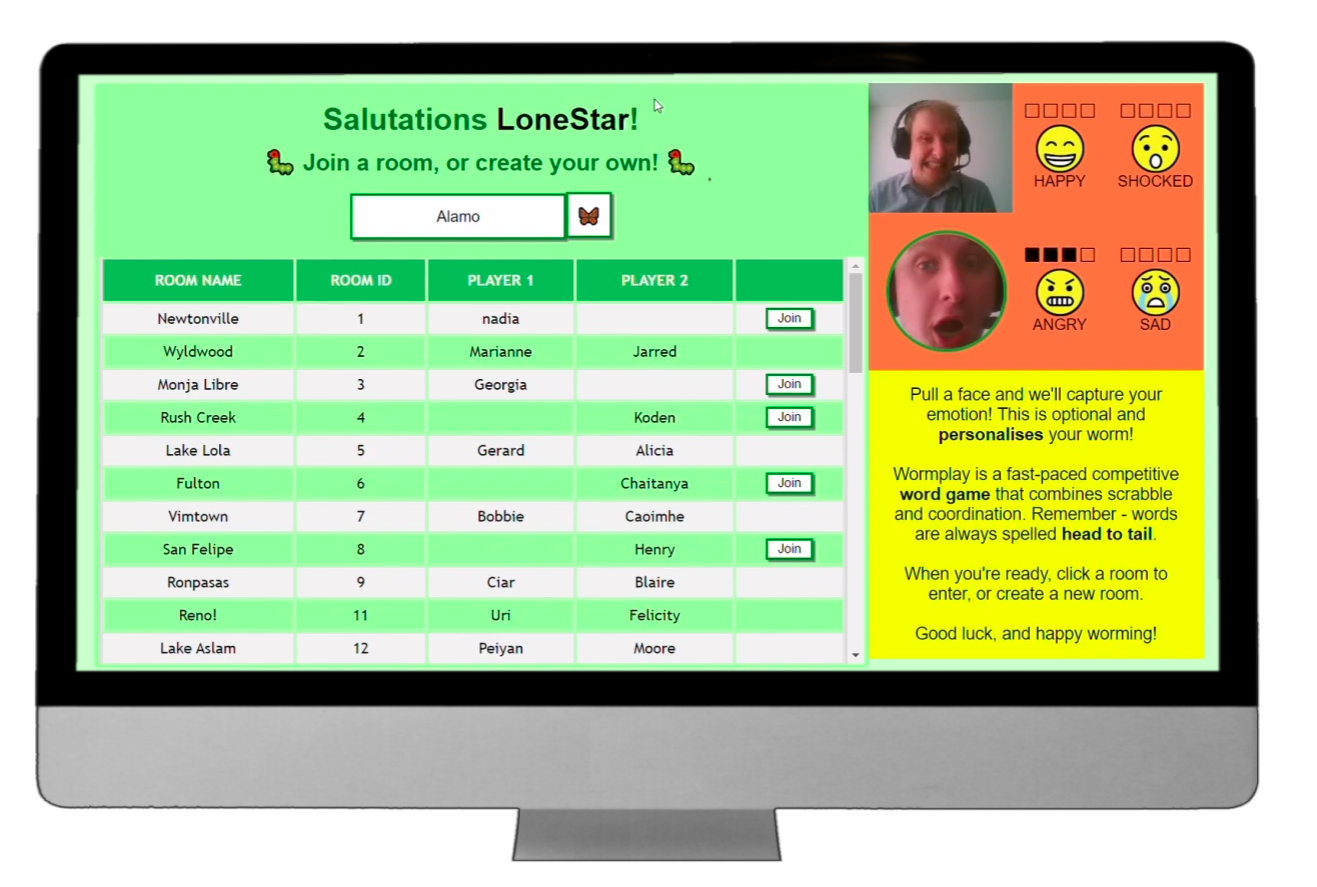 Salutations LoneStar!
Join a room, or create your own!
Alamo
ROOM NAME ROOM ID PLAYER 1 PLAYER 2
Newtonville 1 nadia Join
Wyldwood 2 Marianne Jarred
Monja Libre 3 Georgia Join
Rush Creek 4 Koden Join
Lake Lola 5 Gerard Alicia
Fulton 6 Chaitanya Join
Vimtown 7 Bobbie Caoimhe
San Felipe 8 Henry Join
Ronpasas 9 Ciar Blaire
Reno! 11 Uri Felicity
Lake Aslam 12 Peiyan Moore
HAPPY SHOCKED
ANGRY SAD
Pull a face and we'll capture your
emotion! This is optional and
personalises your worm!
Wormplay is a fast-paced competitive
word game that combines scrabble
and coordination. Remember - words
are always spelled head to tail.
When you're ready, click a room to
enter, or create a new room.
Good luck, and happy worming!